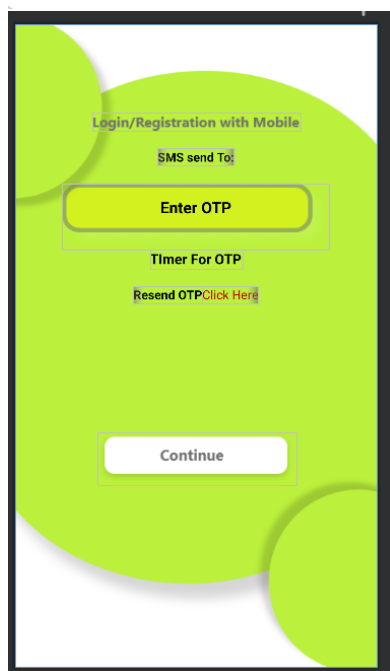 Login/Registration with Mobile
SMS send To:
Enter OTP
TImer For OTP
Resend OTPClick Here
Continue